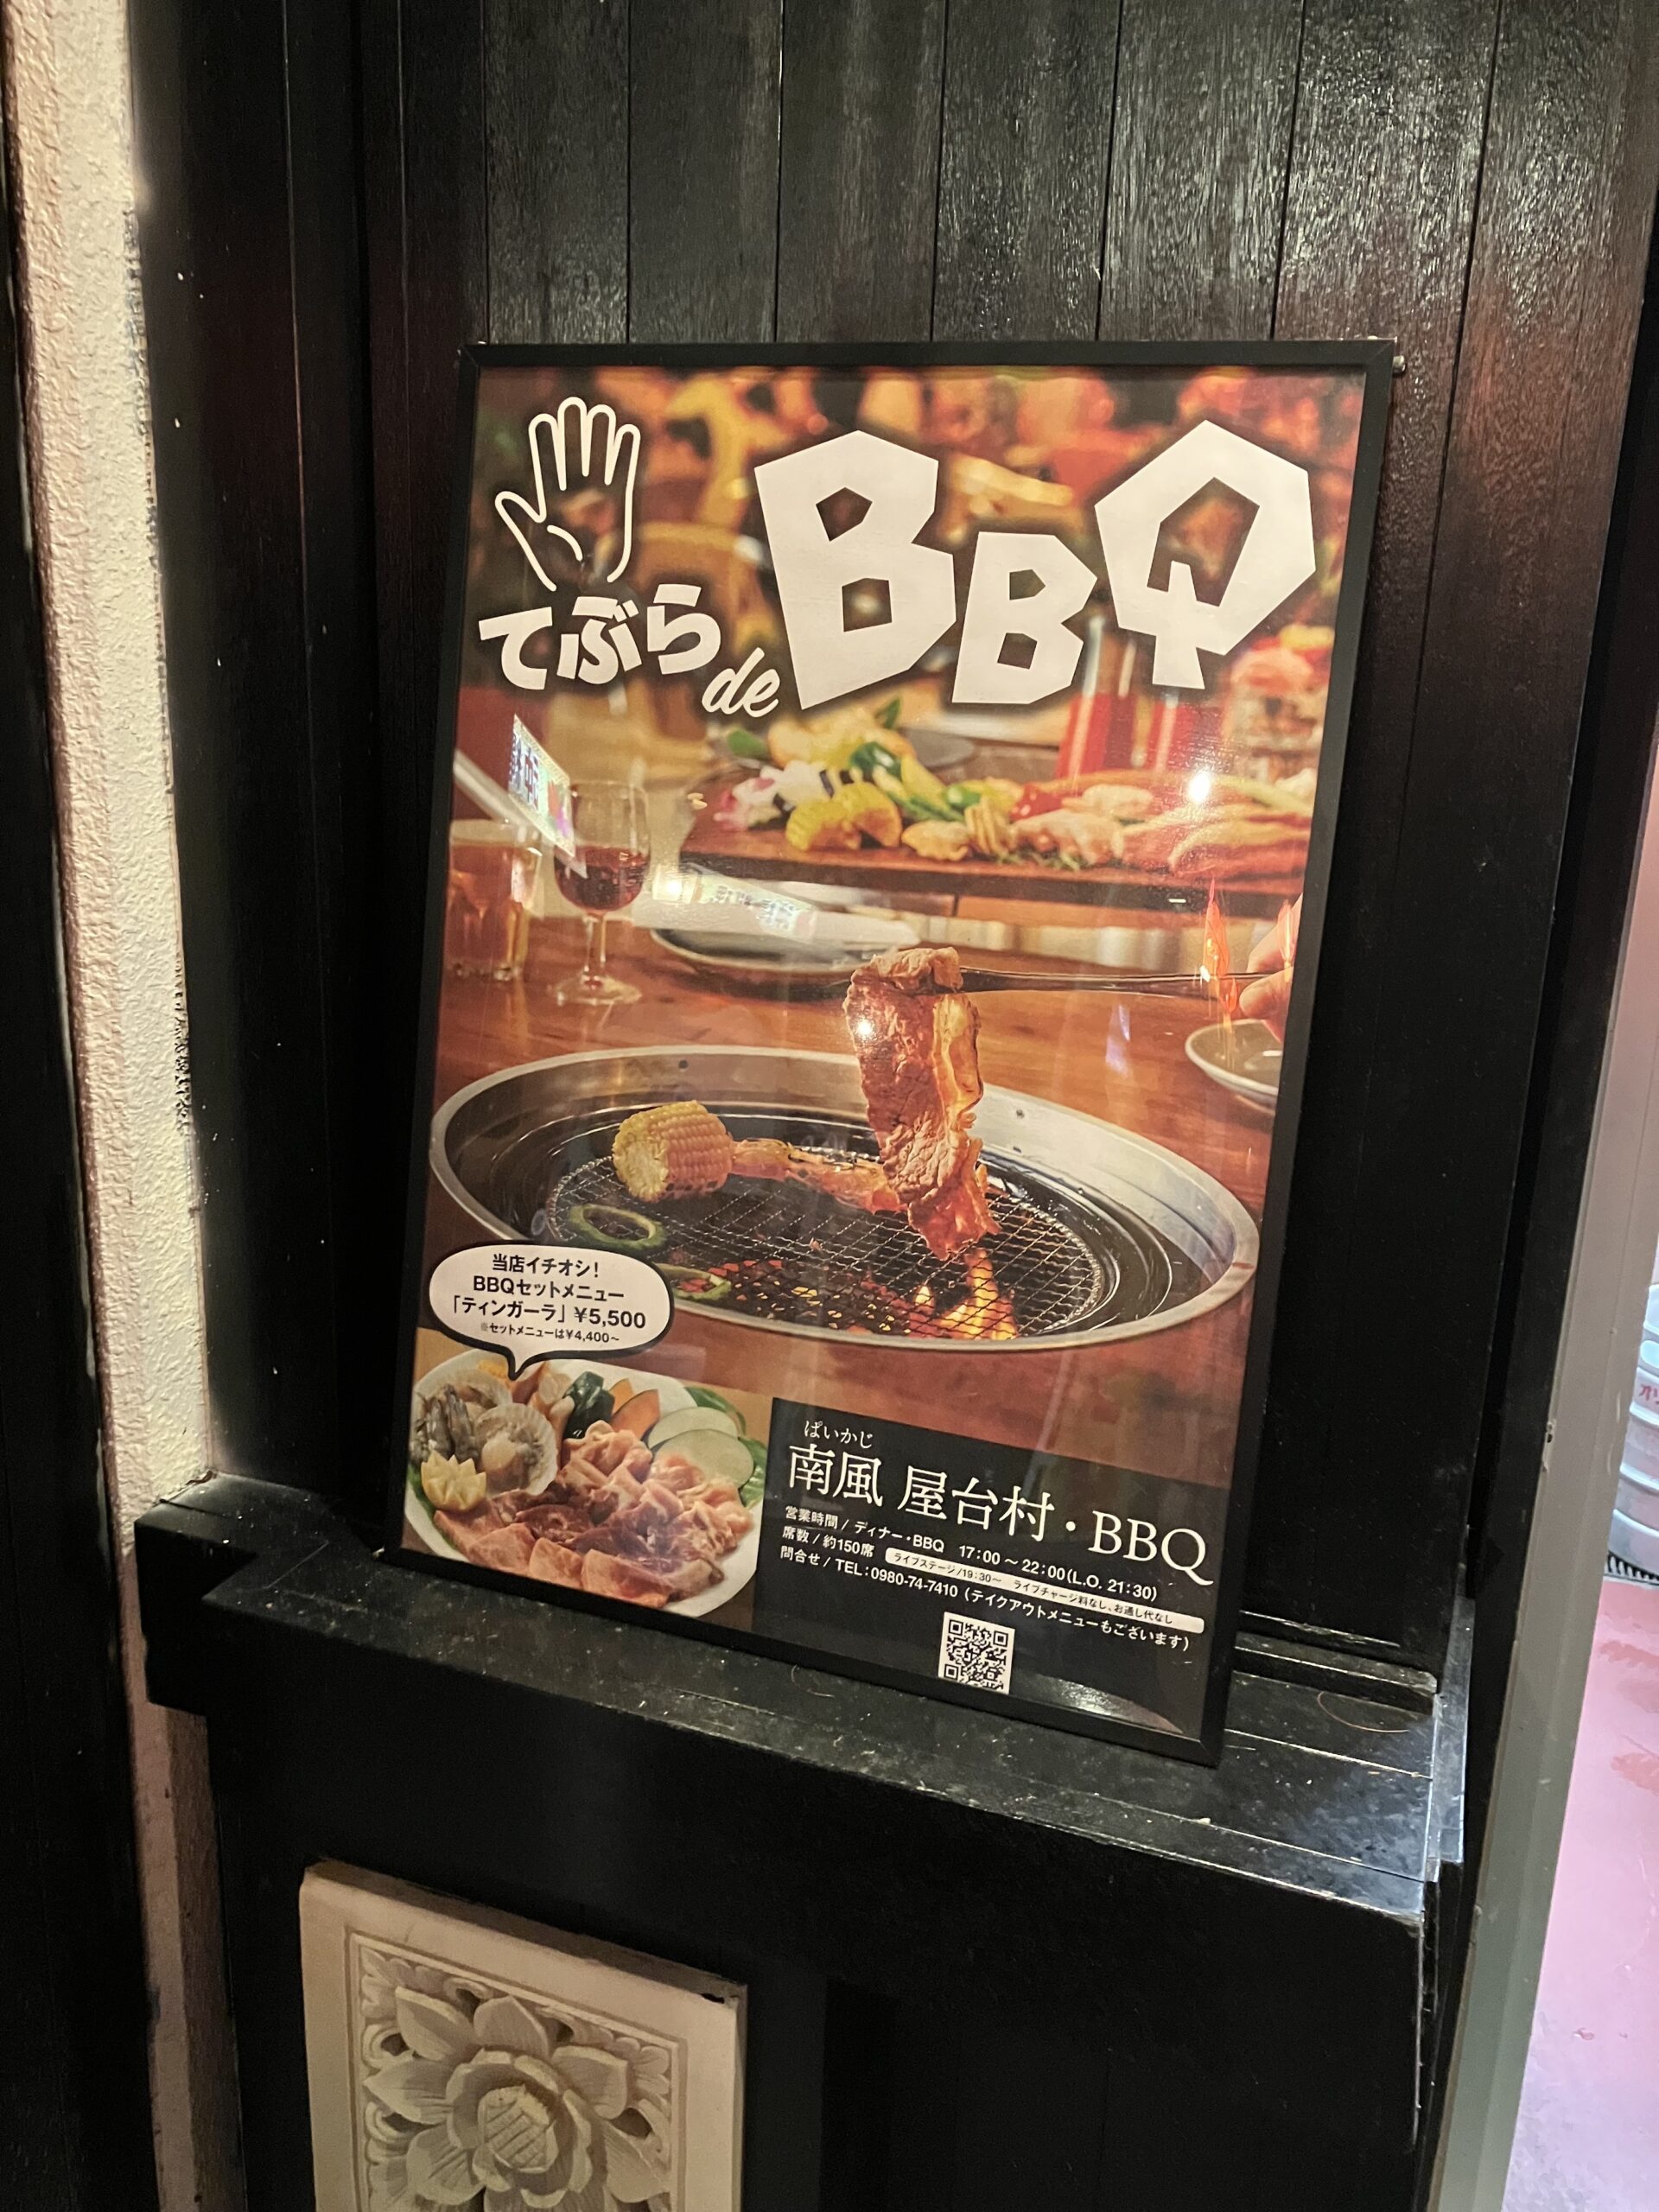 てぶら
de
BBQ
当店イチオシ!
BBQセットメニュー
「ティンガーラ」¥5,500
※セットメニューは¥4,400~
ぱいかじ
南風 屋台村・BBQ
営業時間 / ディナー・BBQ 17:00 ~ 22:00(L.O. 21:30)
席数 / 約150席 ライブステージ/19:30~ ライブチャージ料なし、お通し代なし
問合せ / TEL:0980-74-7410(テイクアウトメニューもございます)